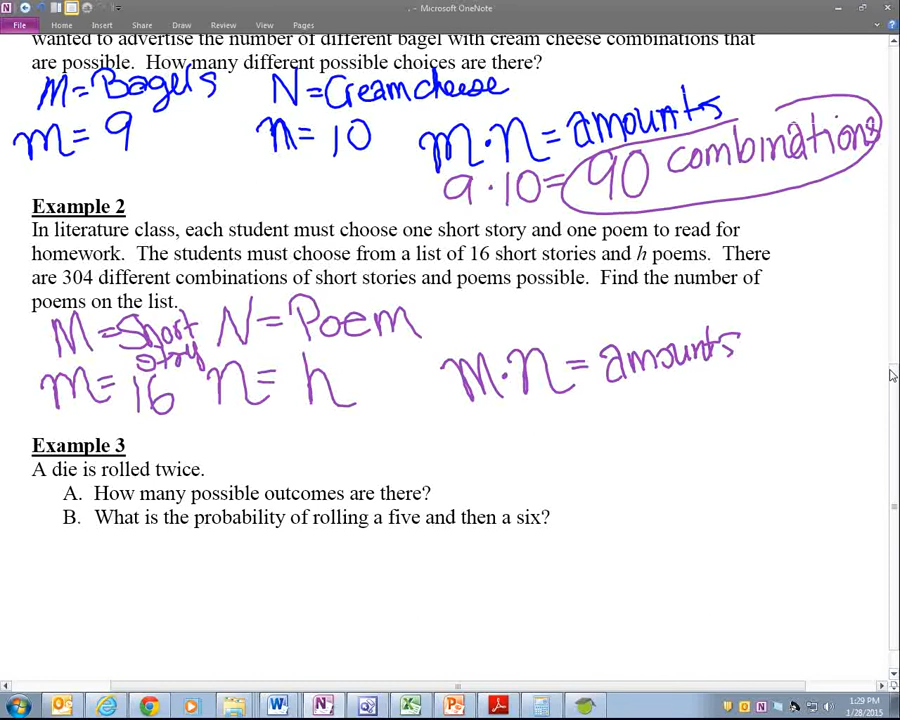 - Microsoft OneNote
File Home Insert Share Draw Review View Pages
wanted to advertise the number of different bagel with cream cheese combinations that
are possible. How many different possible choices are there?
M=Bagels N=Creamcheese
m=9 n=10 m·n=amounts
9·10=90 combinations
Example 2
In literature class, each student must choose one short story and one poem to read for
homework. The students must choose from a list of 16 short stories and h poems. There
are 304 different combinations of short stories and poems possible. Find the number of
poems on the list.
M=Short story N=Poem
m=16 n=h m·n=amounts
Example 3
A die is rolled twice.
A. How many possible outcomes are there?
B. What is the probability of rolling a five and then a six?
1:29 PM
1/28/2015